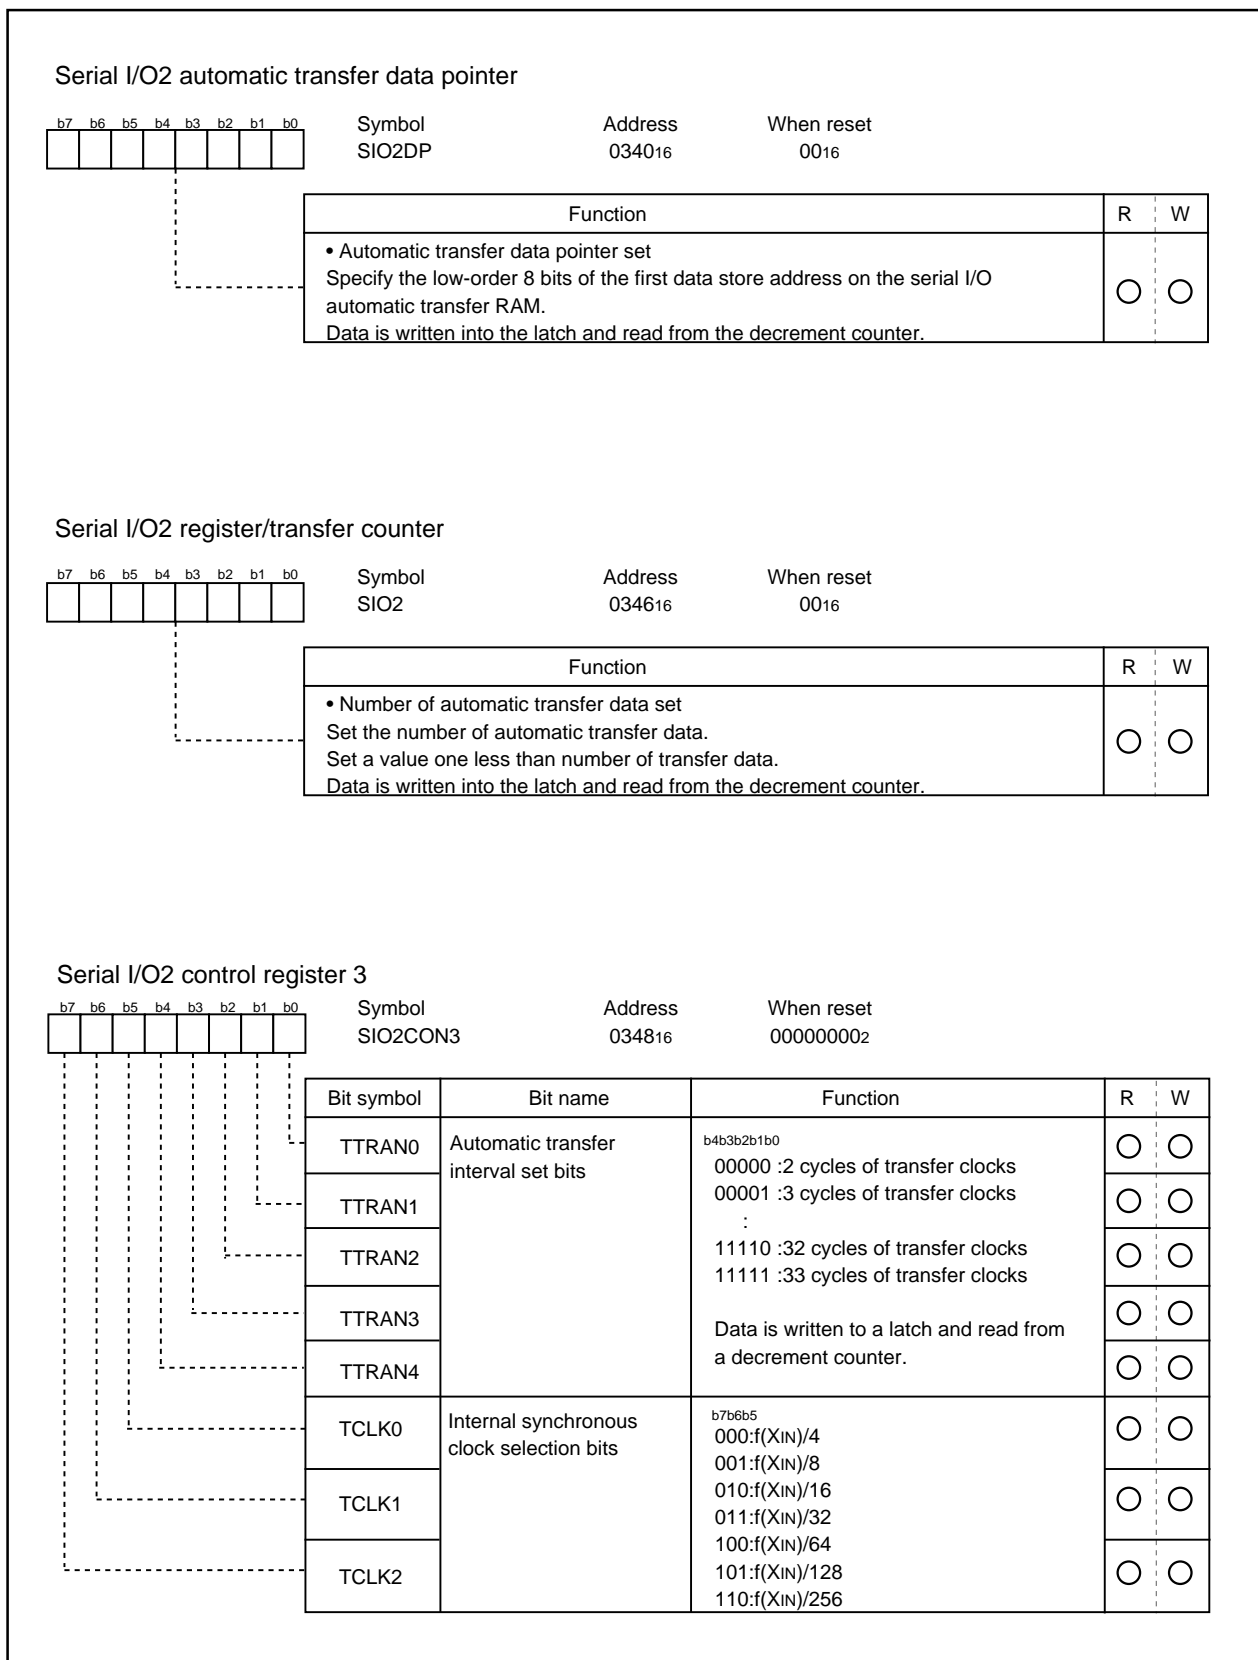 Serial I/O2 automatic transfer data pointer
b7 b6 b5 b4 b3 b2 b1 b0
Symbol Address When reset
SIO2DP 034016 0016
Function R W
• Automatic transfer data pointer set
Specify the low-order 8 bits of the first data store address on the serial I/O
automatic transfer RAM.
Data is written into the latch and read from the decrement counter.
Serial I/O2 register/transfer counter
b7 b6 b5 b4 b3 b2 b1 b0
Symbol Address When reset
SIO2 034616 0016
Function R W
• Number of automatic transfer data set
Set the number of automatic transfer data.
Set a value one less than number of transfer data.
Data is written into the latch and read from the decrement counter.
Serial I/O2 control register 3
b7 b6 b5 b4 b3 b2 b1 b0
Symbol Address When reset
SIO2CON3 034816 000000002
Bit symbol Bit name Function R W
TTRAN0
TTRAN1
TTRAN2
TTRAN3
TTRAN4
Automatic transfer
interval set bits
b4b3b2b1b0
00000 :2 cycles of transfer clocks
00001 :3 cycles of transfer clocks
:
11110 :32 cycles of transfer clocks
11111 :33 cycles of transfer clocks
Data is written to a latch and read from
a decrement counter.
TCLK0
TCLK1
TCLK2
Internal synchronous
clock selection bits
b7b6b5
000:f(XIN)/4
001:f(XIN)/8
010:f(XIN)/16
011:f(XIN)/32
100:f(XIN)/64
101:f(XIN)/128
110:f(XIN)/256